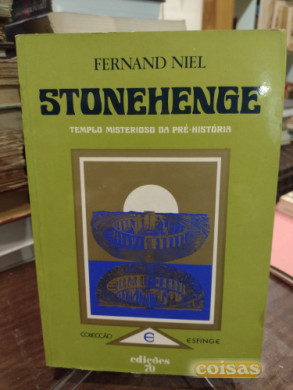 FERNAND NIEL
STONEHENGE
TEMPLO MISTERIOSO DA PRÉ-HISTÓRIA
COLECÇÃO
e
ESFINGE
edições
70
coisas